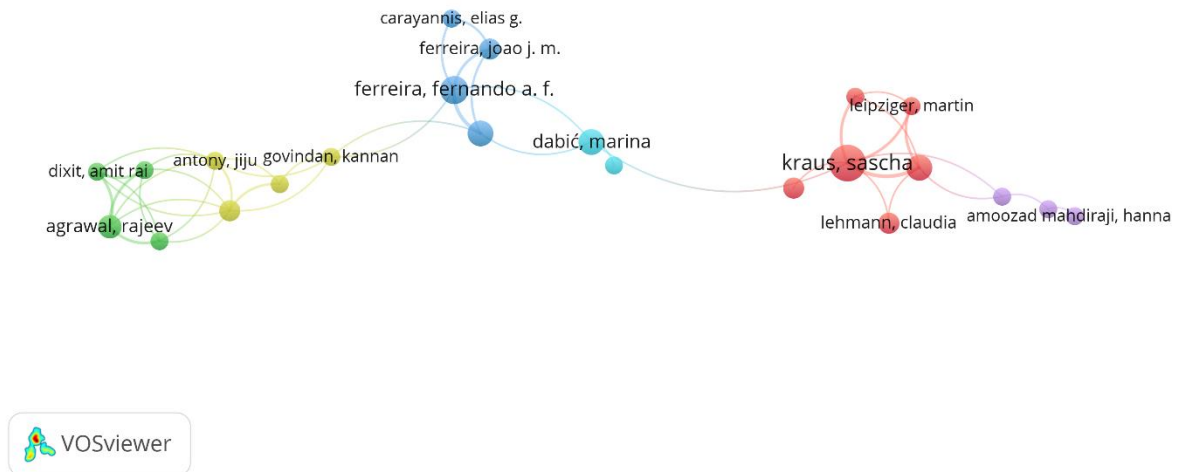 carayannis, elias g.
ferreira, joao j. m.
ferreira, fernando a. f.
leipziger, martin
dabić, marina
antony, jiju
govindan, kannan
kraus, sascha
dixit, amit rai
agrawal, rajeev
lehmann, claudia
amoozad mahdiraji, hanna
VOSviewer